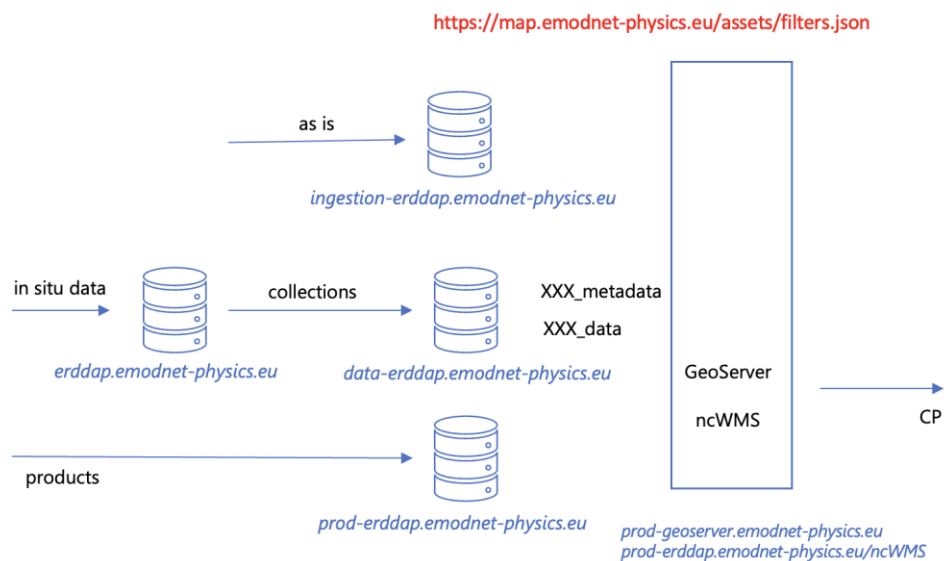 https://map.emodnet-physics.eu/assets/filters.json
as is
ingestion-erddap.emodnet-physics.eu
in situ data
collections
XXX_metadata
XXX_data
erddap.emodnet-physics.eu
data-erddap.emodnet-physics.eu
GeoServer
ncWMS
CP
products
prod-erddap.emodnet-physics.eu
prod-geoserver.emodnet-physics.eu
prod-erddap.emodnet-physics.eu/ncWMS